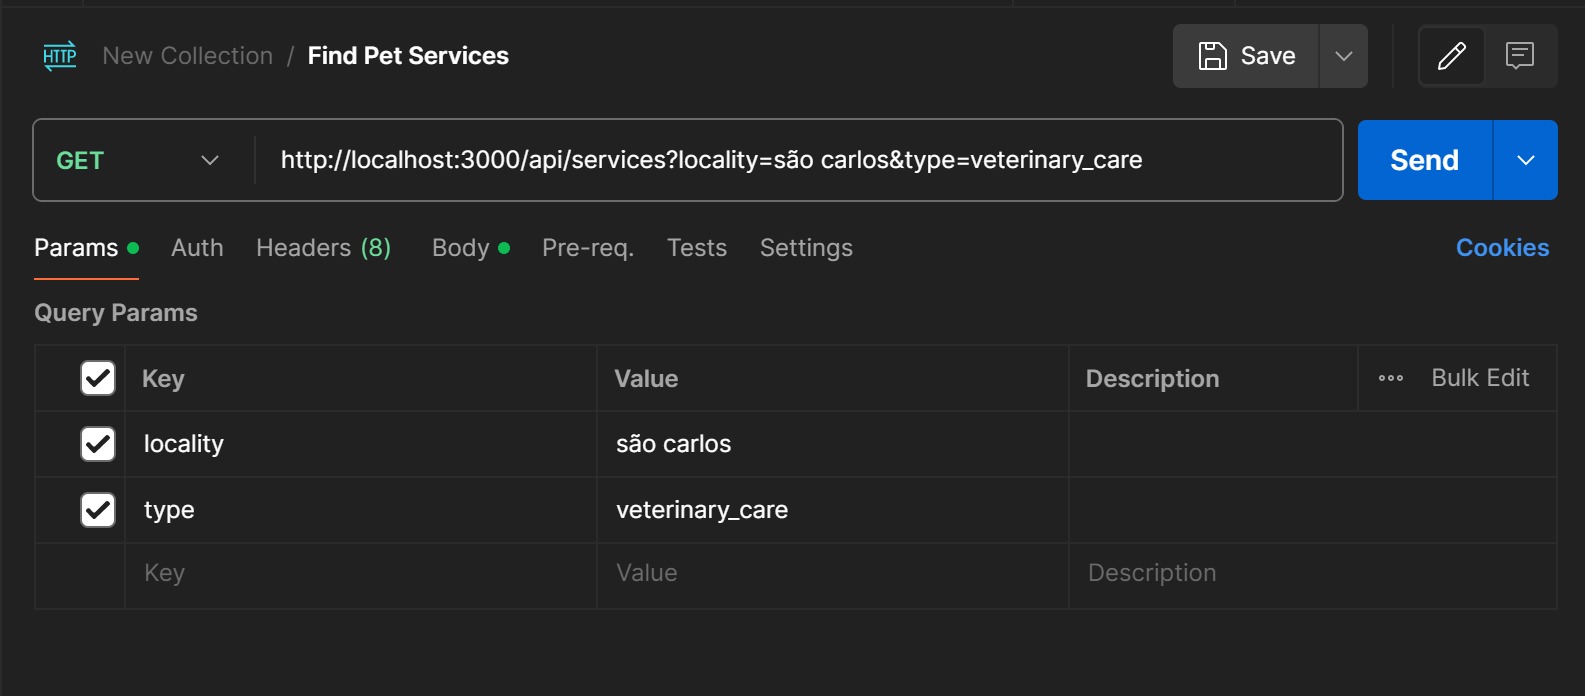 HTTP New Collection / Find Pet Services Save
GET http://localhost:3000/api/services?locality=são carlos&type=veterinary_care Send
Params Auth Headers (8) Body Pre-req. Tests Settings Cookies
Query Params
Key Value Description Bulk Edit
locality são carlos
type veterinary_care
Key Value Description